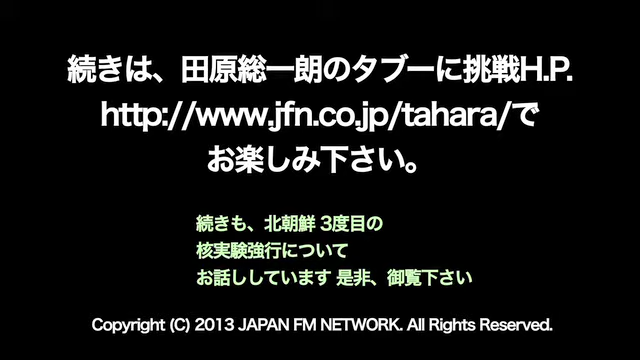 続きは、田原総一朗のタブーに挑戦H.P.
http://www.jfn.co.jp/tahara/で
お楽しみ下さい。
続きも、北朝鮮 3度目の
核実験強行について
お話ししています 是非、御覧下さい
Copyright (C) 2013 JAPAN FM NETWORK. All Rights Reserved.